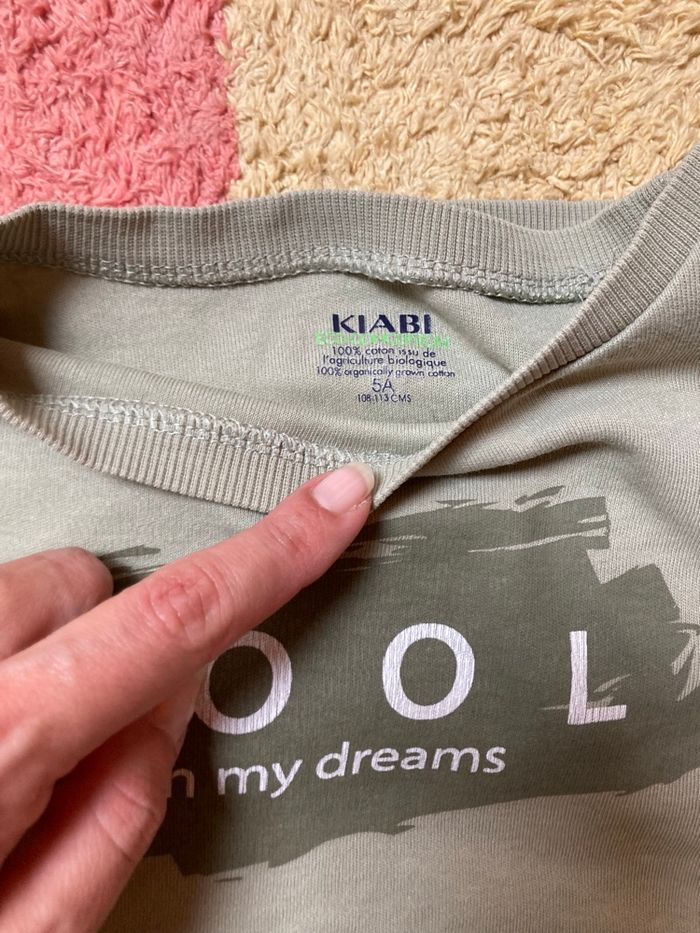 KIABI
100% coton issu de
l'agriculture biologique
100% organically grown cotton
5A
108-113 CMS
OOL
my dreams